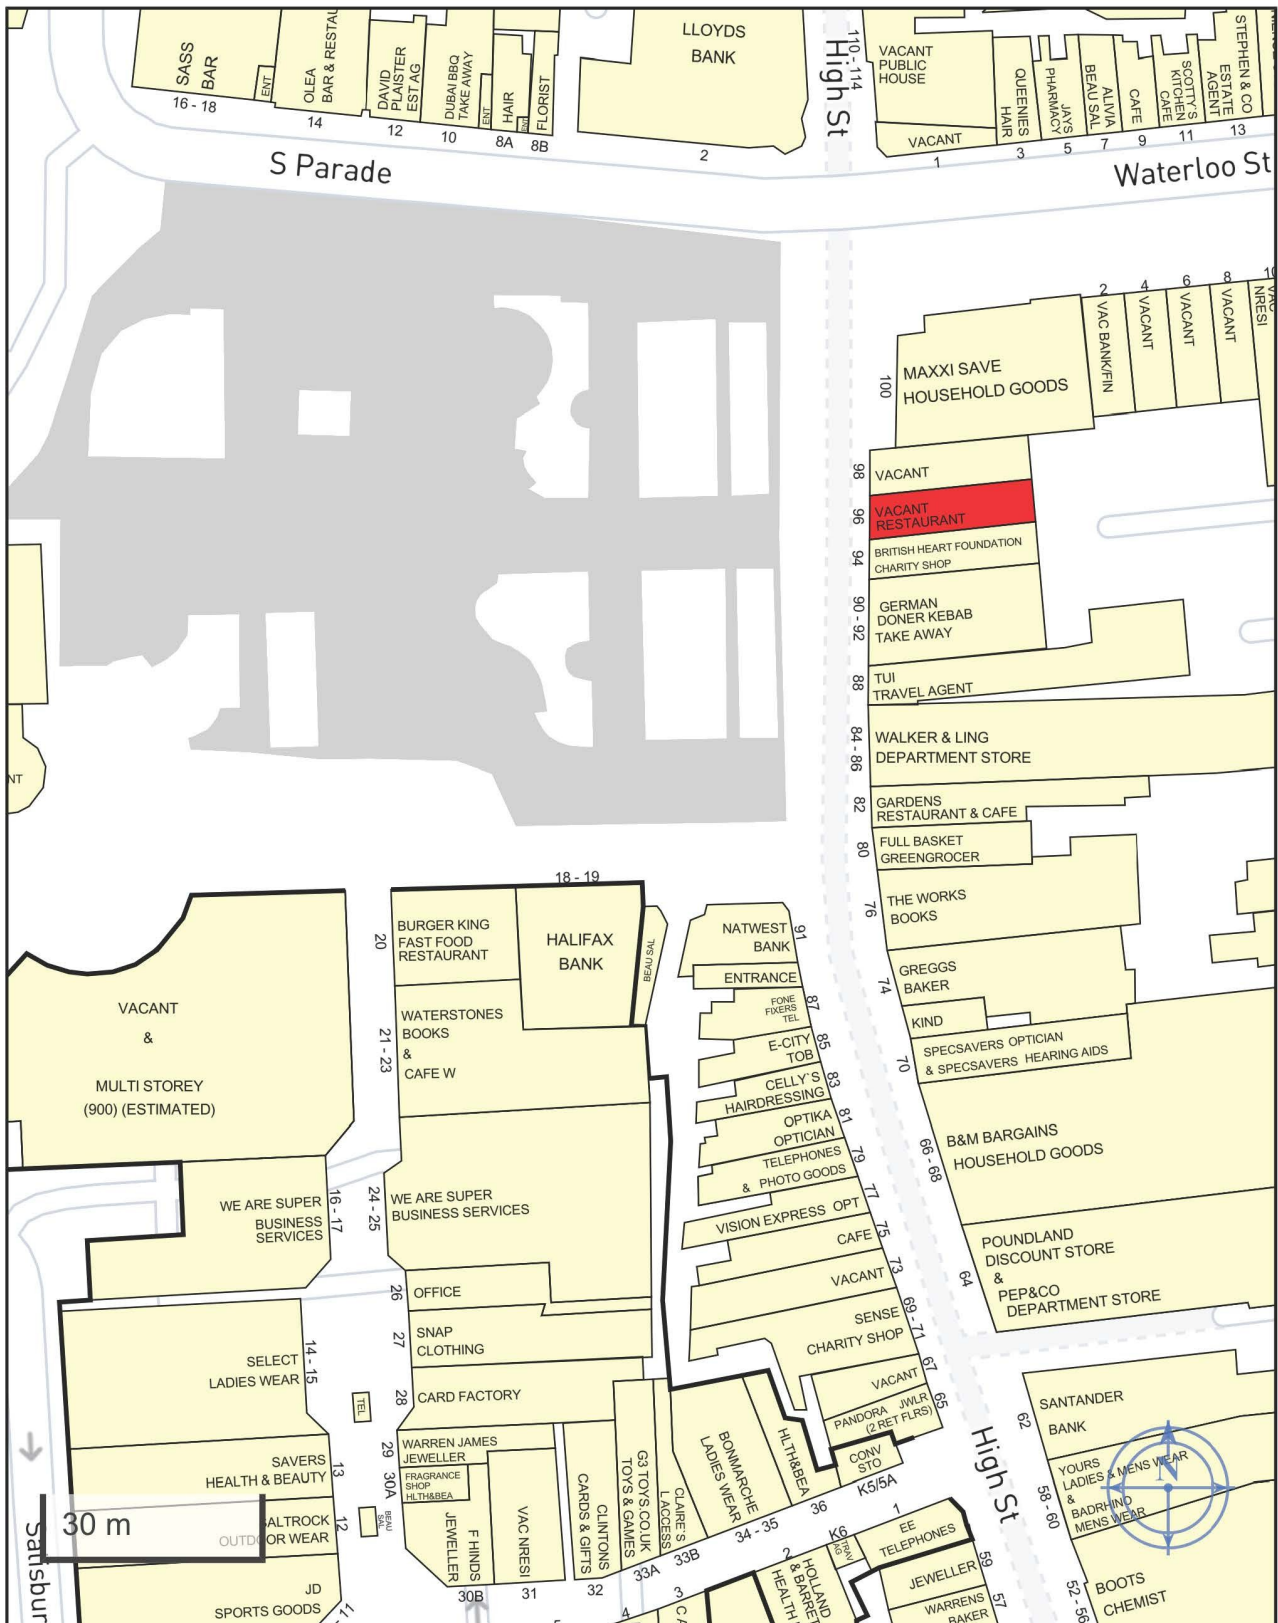 SASS
BAR
16 - 18
ENT
OLEA
BAR & RESTAU
14
DAVID
PLAISTER
EST AG
12
DUBAI BBQ
TAKE AWAY
10
ENT
HAIR
8A
ENT
FLORIST
8B
LLOYDS
BANK
2
110 - 114
High St
VACANT
PUBLIC
HOUSE
VACANT
1
QUEENIES
HAIR
3
JAYS
PHARMACY
5
ALIVIA
BEAU SAL
7
CAFE
9
SCOTTY'S
KITCHEN
CAFE
11
STEPHEN & CO
ESTATE
AGENT
13
S Parade
Waterloo St
MAXXI SAVE
HOUSEHOLD GOODS
100
2
VAC BANK/FIN
4
VACANT
6
VACANT
8
VACANT
10
VAC
NRESI
98
VACANT
96
VACANT
RESTAURANT
94
BRITISH HEART FOUNDATION
CHARITY SHOP
90 - 92
GERMAN
DONER KEBAB
TAKE AWAY
88
TUI
TRAVEL AGENT
84 - 86
WALKER & LING
DEPARTMENT STORE
82
GARDENS
RESTAURANT & CAFE
80
FULL BASKET
GREENGROCER
76
THE WORKS
BOOKS
74
GREGGS
BAKER
KIND
70
SPECSAVERS OPTICIAN
& SPECSAVERS HEARING AIDS
66 - 68
B&M BARGAINS
HOUSEHOLD GOODS
64
POUNDLAND
DISCOUNT STORE
&
PEP&CO
DEPARTMENT STORE
62
SANTANDER
BANK
58 - 60
YOURS
LADIES & MENS WEAR
&
BADRHINO
MENS WEAR
N
52 - 56
BOOTS
CHEMIST
NT
VACANT
&
MULTI STOREY
(900) (ESTIMATED)
18 - 19
20
BURGER KING
FAST FOOD
RESTAURANT
HALIFAX
BANK
BEAU SAL
21 - 23
WATERSTONES
BOOKS
&
CAFE W
NATWEST
BANK
91
ENTRANCE
FONE
FIXERS
TEL
87
E-CITY
TOB
85
CELLY`S
HAIRDRESSING
83
OPTIKA
OPTICIAN
81
TELEPHONES
& PHOTO GOODS
79
VISION EXPRESS OPT
77
CAFE
75
VACANT
73
SENSE
CHARITY SHOP
69 - 71
VACANT
67
PANDORA JWLR
(2 RET FLRS)
65
WE ARE SUPER
BUSINESS
SERVICES
16 - 17
24 - 25
WE ARE SUPER
BUSINESS SERVICES
26
OFFICE
27
SNAP
CLOTHING
28
CARD FACTORY
SELECT
LADIES WEAR
14 - 15
TEL
29
WARREN JAMES
JEWELLER
30A
FRAGRANCE
SHOP
HLTH&BEA
SAVERS
HEALTH & BEAUTY
13
SALTROCK
OUTDOOR WEAR
12
BEAU
SAL
JD
SPORTS GOODS
11
30 m
F HINDS
JEWELLER
30B
VAC NRESI
31
CLINTONS
CARDS & GIFTS
32
G3 TOYS.CO.UK
TOYS & GAMES
33A
CLAIRE'S
L ACCESS
33B
BONMARCHE
LADIES WEAR
34 - 35
HLTH&BEA
36
CONV
STO
K5/5A
High St
1
EE
TELEPHONES
K6
TRAV
AG
2
HOLLAND
& BARRET
HEALTH
3
4
59
JEWELLER
57
WARRENS
BAKER
Salisbur